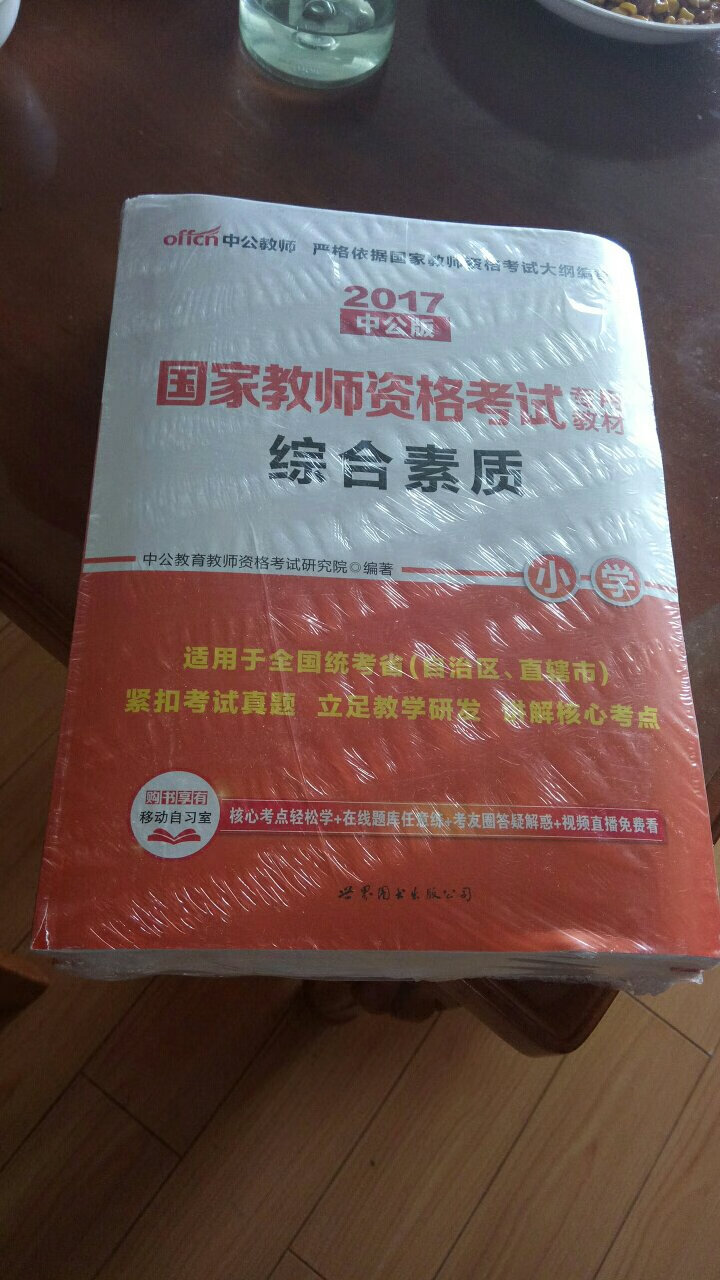 offcn中公教师 严格依据国家教师资格考试大纲编
2017
中公版
国家教师资格考试 专用教材
综合素质
中公教育教师资格考试研究院◎编著
小学
适用于全国统考省(自治区、直辖市)
紧扣考试真题 立足教学研发 讲解核心考点
购书享有
移动自习室
核心考点轻松学+在线题库任意练+考友圈答疑解惑+视频直播免费看
世界图书出版公司